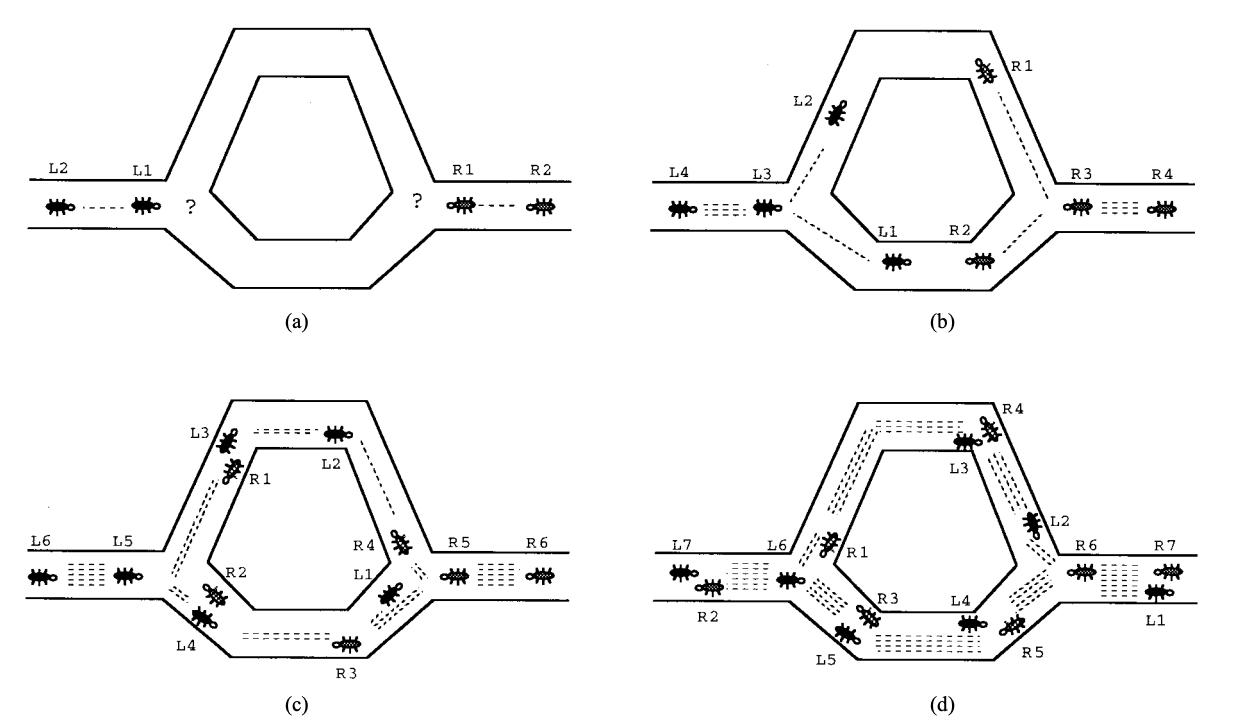 L2 L1 R1 R2
? ?
(a)
R1
L2
L4 L3 R3 R4
L1 R2
(b)
L3
L2
R1
L6 L5 R4 R5 R6
R2 L1
L4
R3
(c)
R4
L3
L2
L7 L6 R1 R6 R7
R2 R3 L4 L1
L5 R5
(d)